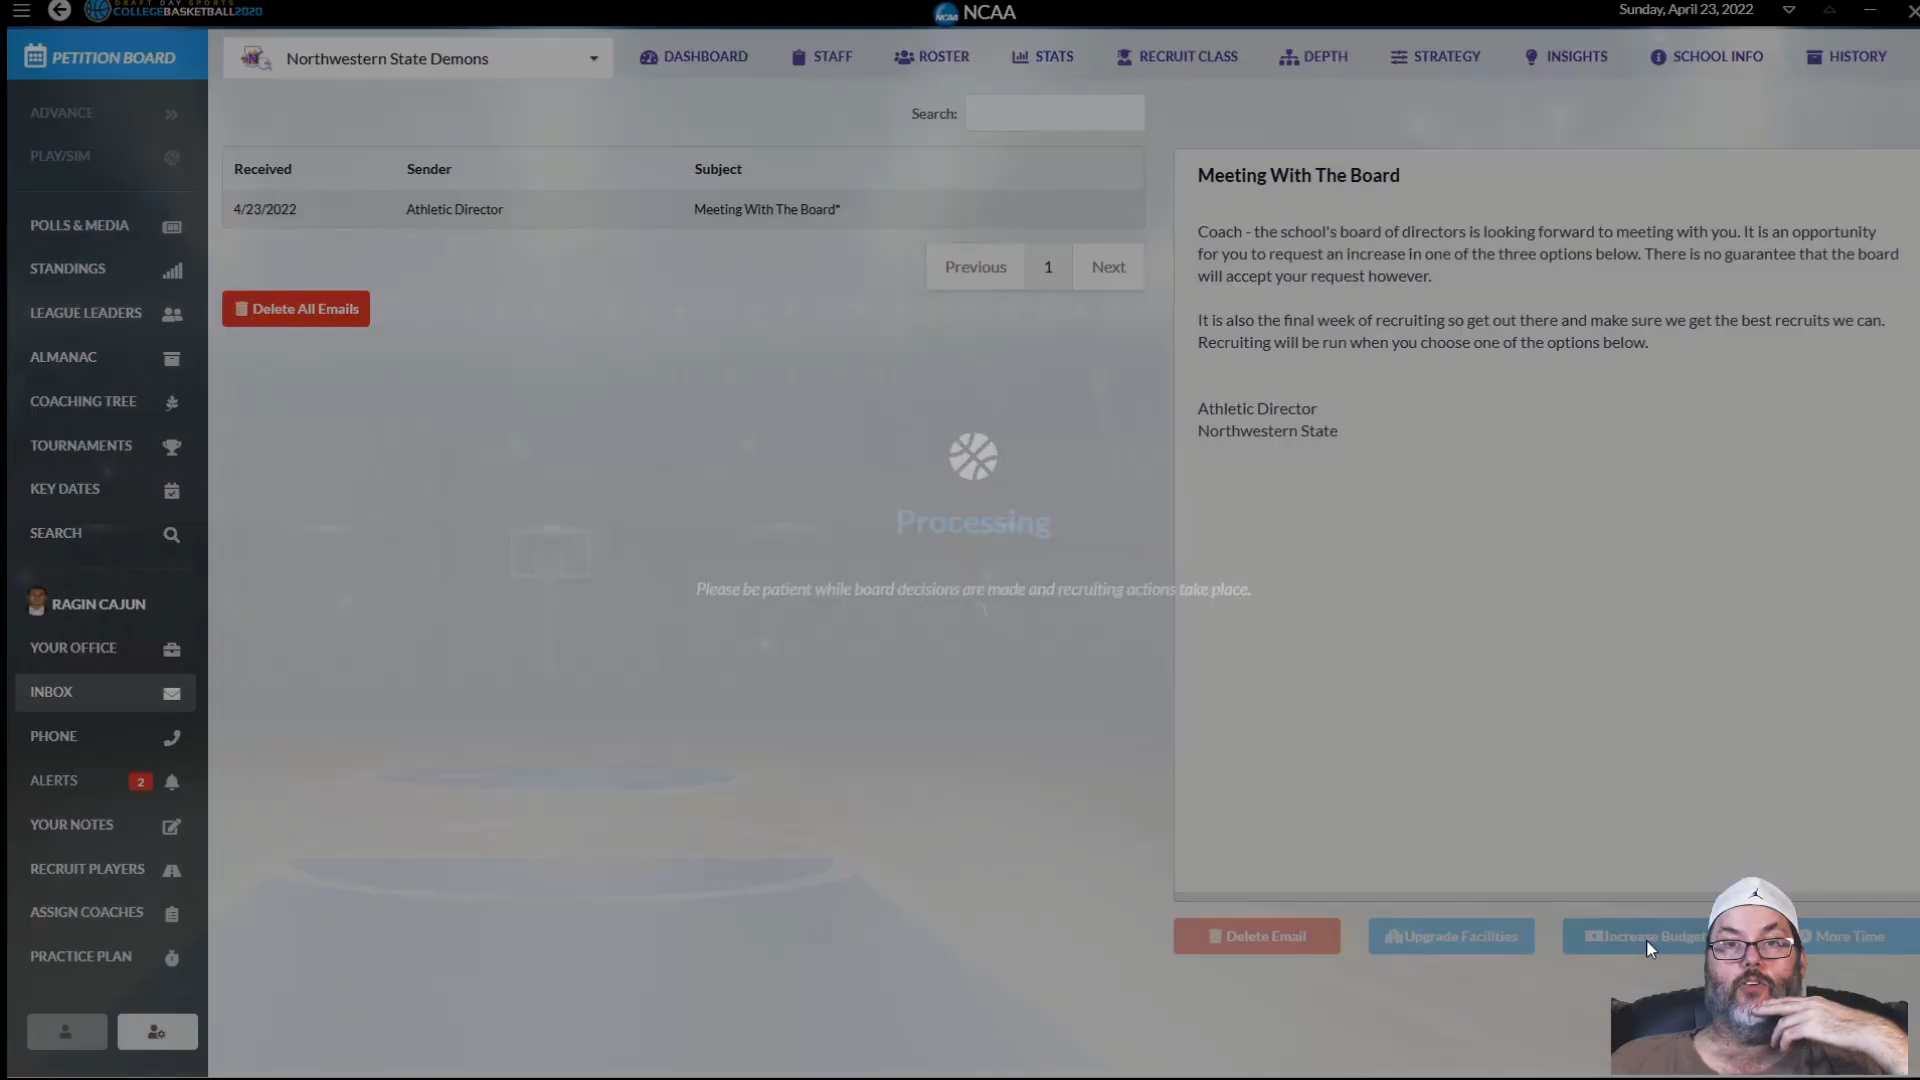 DRAFT DAY SPORTS
COLLEGEBASKETBALL2020
NCAA
Sunday, April 23, 2022
PETITION BOARD
Northwestern State Demons
DASHBOARD
STAFF
ROSTER
STATS
RECRUIT CLASS
DEPTH
STRATEGY
INSIGHTS
SCHOOL INFO
HISTORY
ADVANCE
PLAY/SIM
POLLS & MEDIA
STANDINGS
LEAGUE LEADERS
ALMANAC
COACHING TREE
TOURNAMENTS
KEY DATES
SEARCH
RAGIN CAJUN
YOUR OFFICE
INBOX
PHONE
ALERTS 2
YOUR NOTES
RECRUIT PLAYERS
ASSIGN COACHES
PRACTICE PLAN
Search:
Received Sender Subject
4/23/2022 Athletic Director Meeting With The Board*
Previous 1 Next
Delete All Emails
Processing
Please be patient while board decisions are made and recruiting actions take place.
Meeting With The Board
Coach - the school's board of directors is looking forward to meeting with you. It is an opportunity
for you to request an increase in one of the three options below. There is no guarantee that the board
will accept your request however.
It is also the final week of recruiting so get out there and make sure we get the best recruits we can.
Recruiting will be run when you choose one of the options below.
Athletic Director
Northwestern State
Delete Email
Upgrade Facilities
Increase Budget
More Time